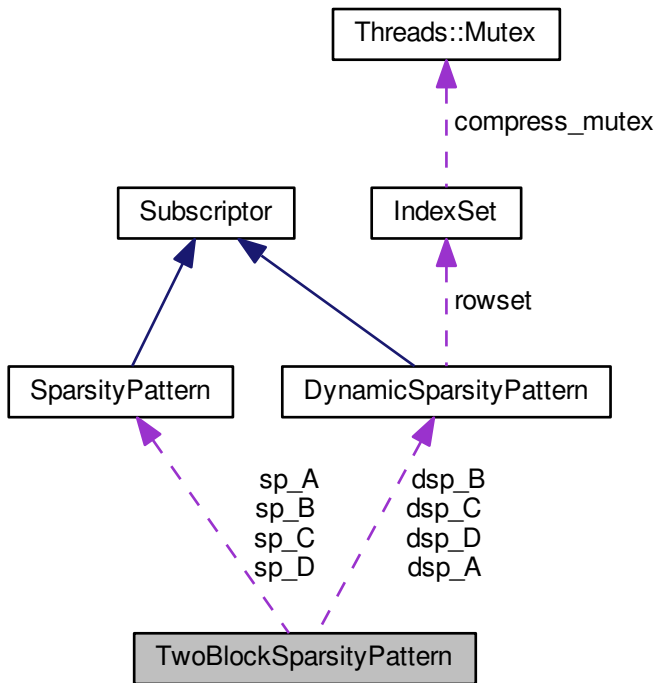 Threads::Mutex
compress_mutex
Subscriptor
IndexSet
rowset
SparsityPattern
DynamicSparsityPattern
sp_A
sp_B
sp_C
sp_D
dsp_B
dsp_C
dsp_D
dsp_A
TwoBlockSparsityPattern